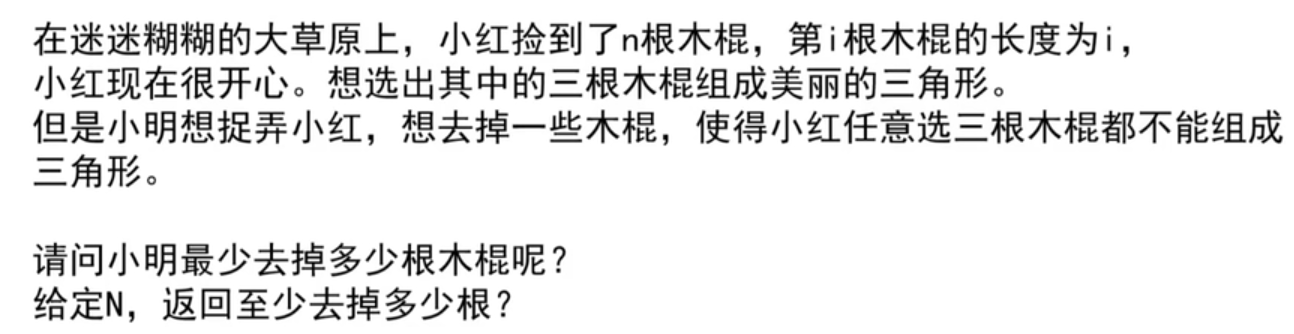 在迷迷糊糊的大草原上，小红捡到了n根木棍，第i根木棍的长度为i，
小红现在很开心。想选出其中的三根木棍组成美丽的三角形。
但是小明想捉弄小红，想去掉一些木棍，使得小红任意选三根木棍都不能组成
三角形。
请问小明最少去掉多少根木棍呢？
给定N，返回至少去掉多少根？